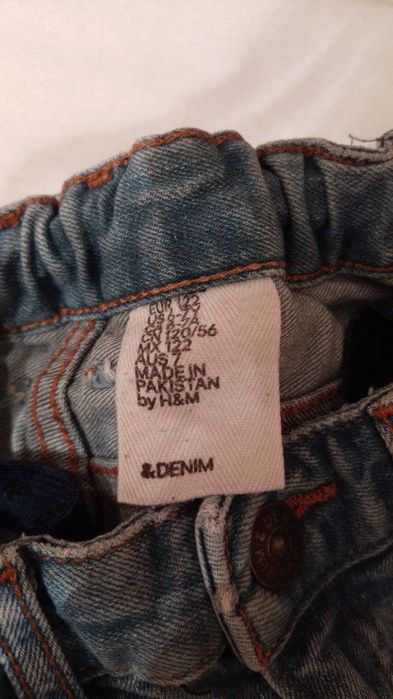 EUR 122
US 6-7Y
CN 120/56
MX 122
AUS 7
MADE IN
PAKISTAN
by H&M
&DENIM